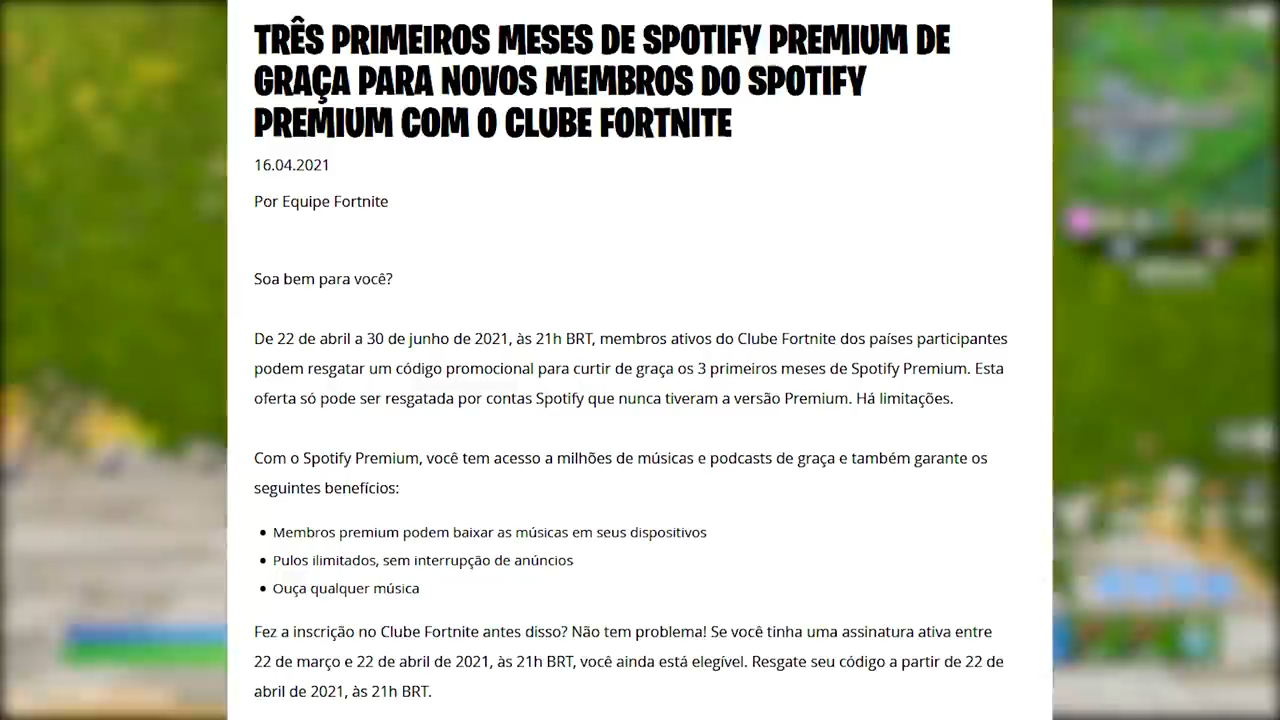 TRÊS PRIMEIROS MESES DE SPOTIFY PREMIUM DE
GRAÇA PARA NOVOS MEMBROS DO SPOTIFY
PREMIUM COM O CLUBE FORTNITE
16.04.2021
Por Equipe Fortnite
Soa bem para você?
De 22 de abril a 30 de junho de 2021, às 21h BRT, membros ativos do Clube Fortnite dos países participantes
podem resgatar um código promocional para curtir de graça os 3 primeiros meses de Spotify Premium. Esta
oferta só pode ser resgatada por contas Spotify que nunca tiveram a versão Premium. Há limitações.
Com o Spotify Premium, você tem acesso a milhões de músicas e podcasts de graça e também garante os
seguintes benefícios:
• Membros premium podem baixar as músicas em seus dispositivos
• Pulos ilimitados, sem interrupção de anúncios
• Ouça qualquer música
Fez a inscrição no Clube Fortnite antes disso? Não tem problema! Se você tinha uma assinatura ativa entre
22 de março e 22 de abril de 2021, às 21h BRT, você ainda está elegível. Resgate seu código a partir de 22 de
abril de 2021, às 21h BRT.